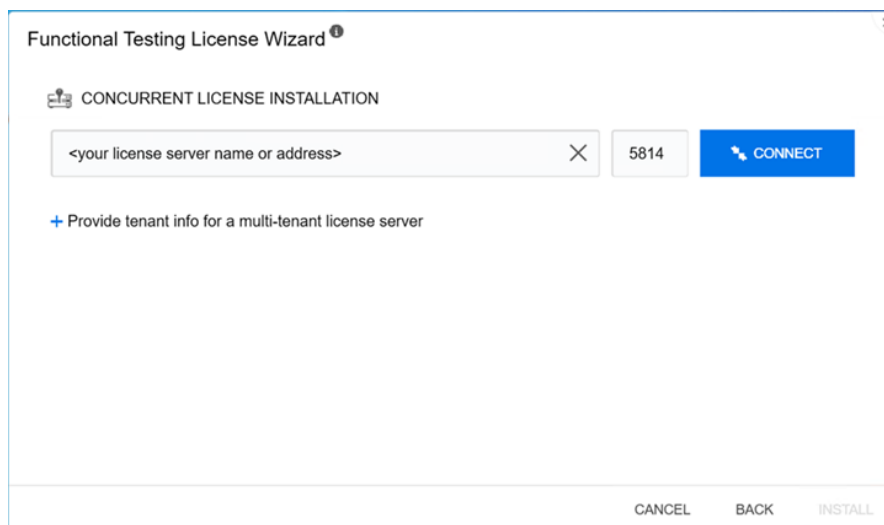 Functional Testing License Wizard
CONCURRENT LICENSE INSTALLATION
<your license server name or address> 5814 CONNECT
+ Provide tenant info for a multi-tenant license server
CANCEL BACK INSTALL